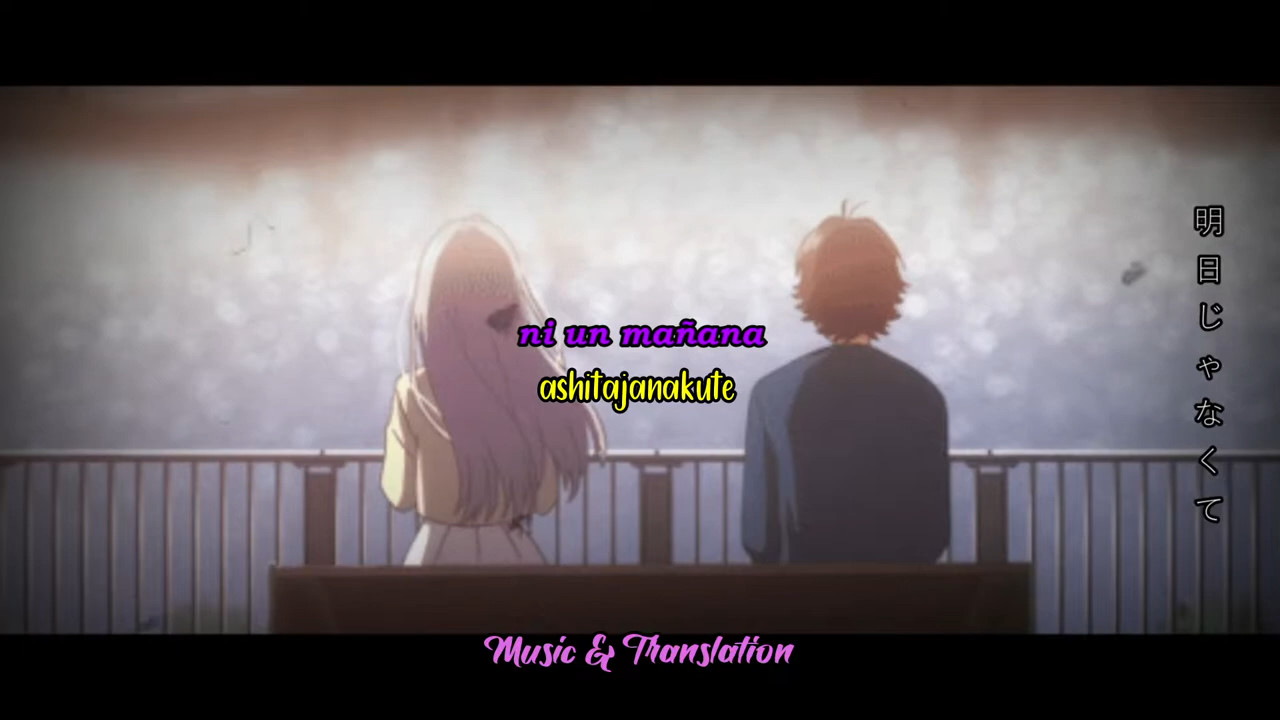 明日じゃなくて
ni un mañana
ashitajanakute
Music & Translation